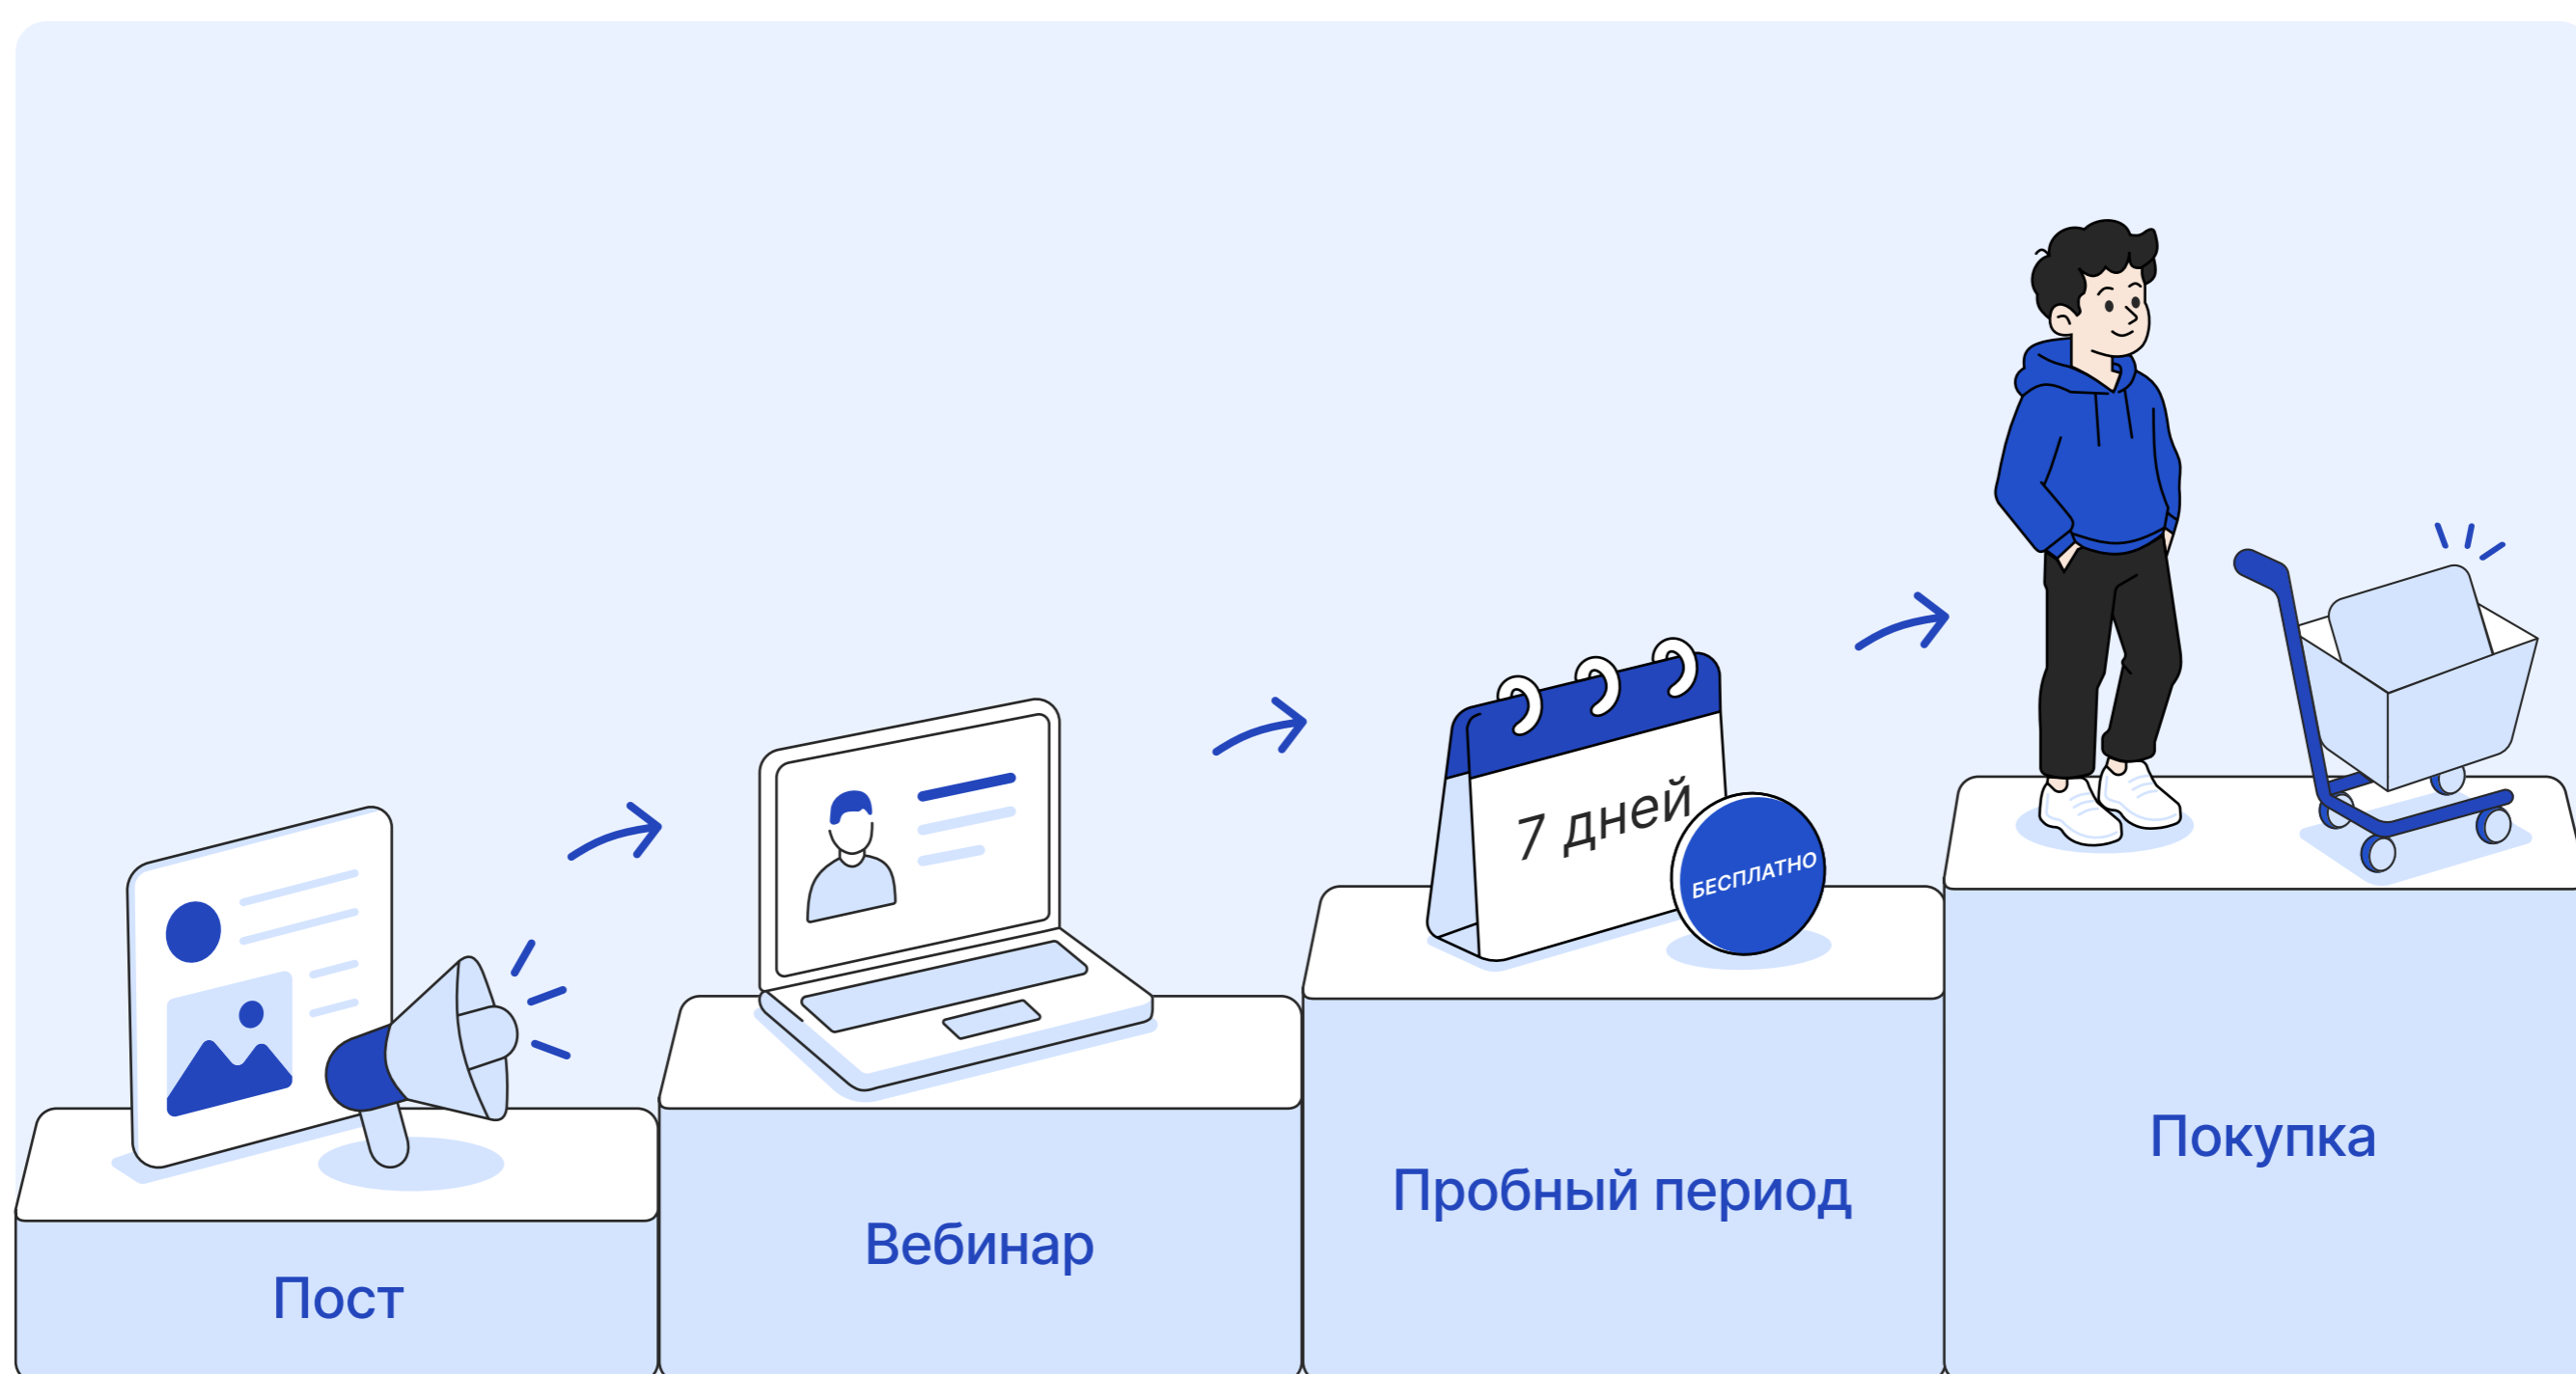 Пост
Вебинар
7 дней
БЕСПЛАТНО
Пробный период
Покупка